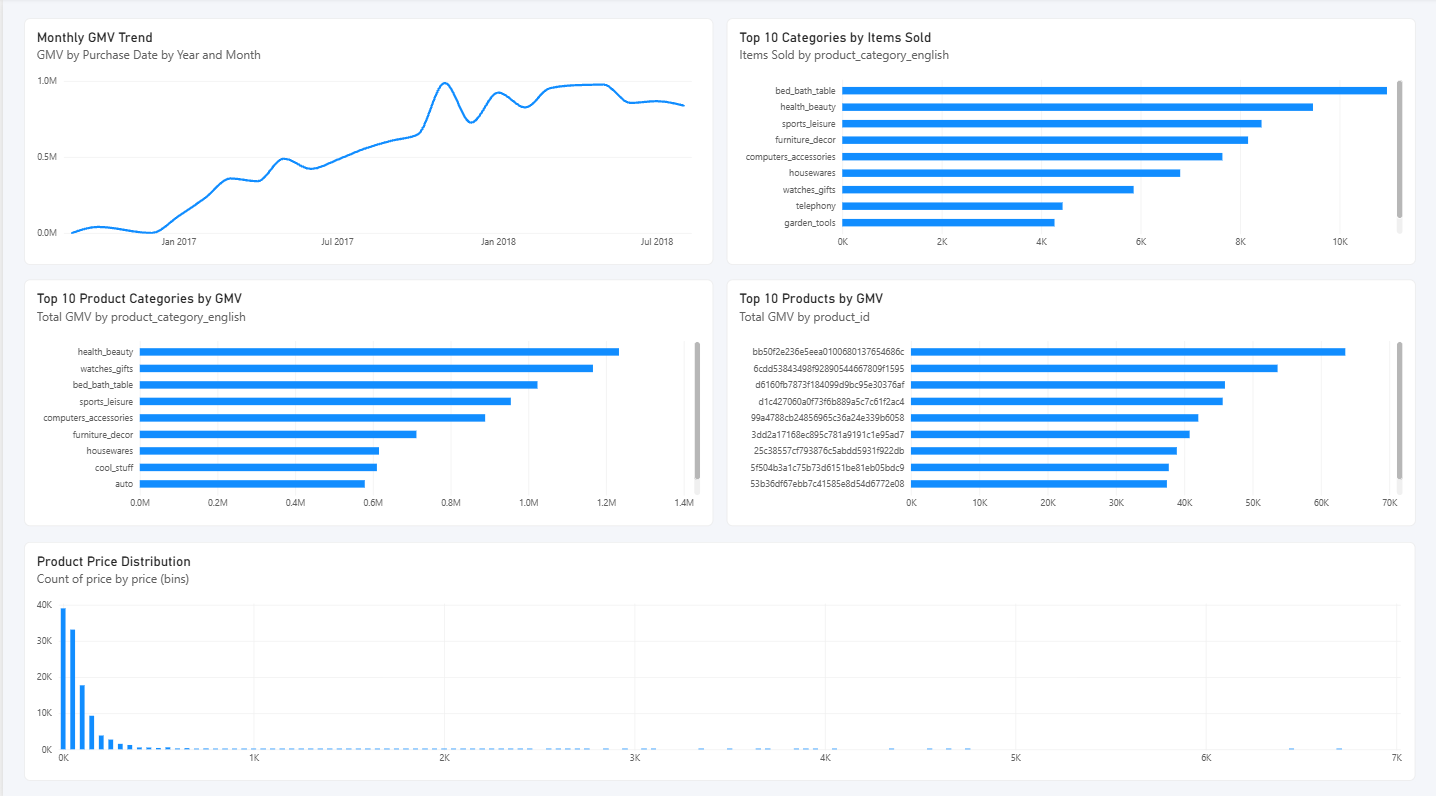 Monthly GMV Trend
GMV by Purchase Date by Year and Month
1.0M
0.5M
0.0M
Jan 2017
Jul 2017
Jan 2018
Jul 2018
Top 10 Categories by Items Sold
Items Sold by product_category_english
bed_bath_table
health_beauty
sports_leisure
furniture_decor
computers_accessories
housewares
watches_gifts
telephony
garden_tools
0K 2K 4K 6K 8K 10K
Top 10 Product Categories by GMV
Total GMV by product_category_english
health_beauty
watches_gifts
bed_bath_table
sports_leisure
computers_accessories
furniture_decor
housewares
cool_stuff
auto
0.0M 0.2M 0.4M 0.6M 0.8M 1.0M 1.2M 1.4M
Top 10 Products by GMV
Total GMV by product_id
bb50f2e236e5eea0100680137654686c
6cdd53843498f92890544667809f1595
d6160fb7873f184099d9bc95e30376af
d1c427060a0f73f6b889a5c7c61f2ac4
99a4788cb24856965c36a24e339b6058
3dd2a17168ec895c781a9191c1e95ad7
25c38557cf793876c5abdd5931f922db
5f504b3a1c75b73d6151be81eb05bdc9
53b36df67ebb7c41585e8d54d6772e08
0K 10K 20K 30K 40K 50K 60K 70K
Product Price Distribution
Count of price by price (bins)
40K
30K
20K
10K
0K
0K 1K 2K 3K 4K 5K 6K 7K